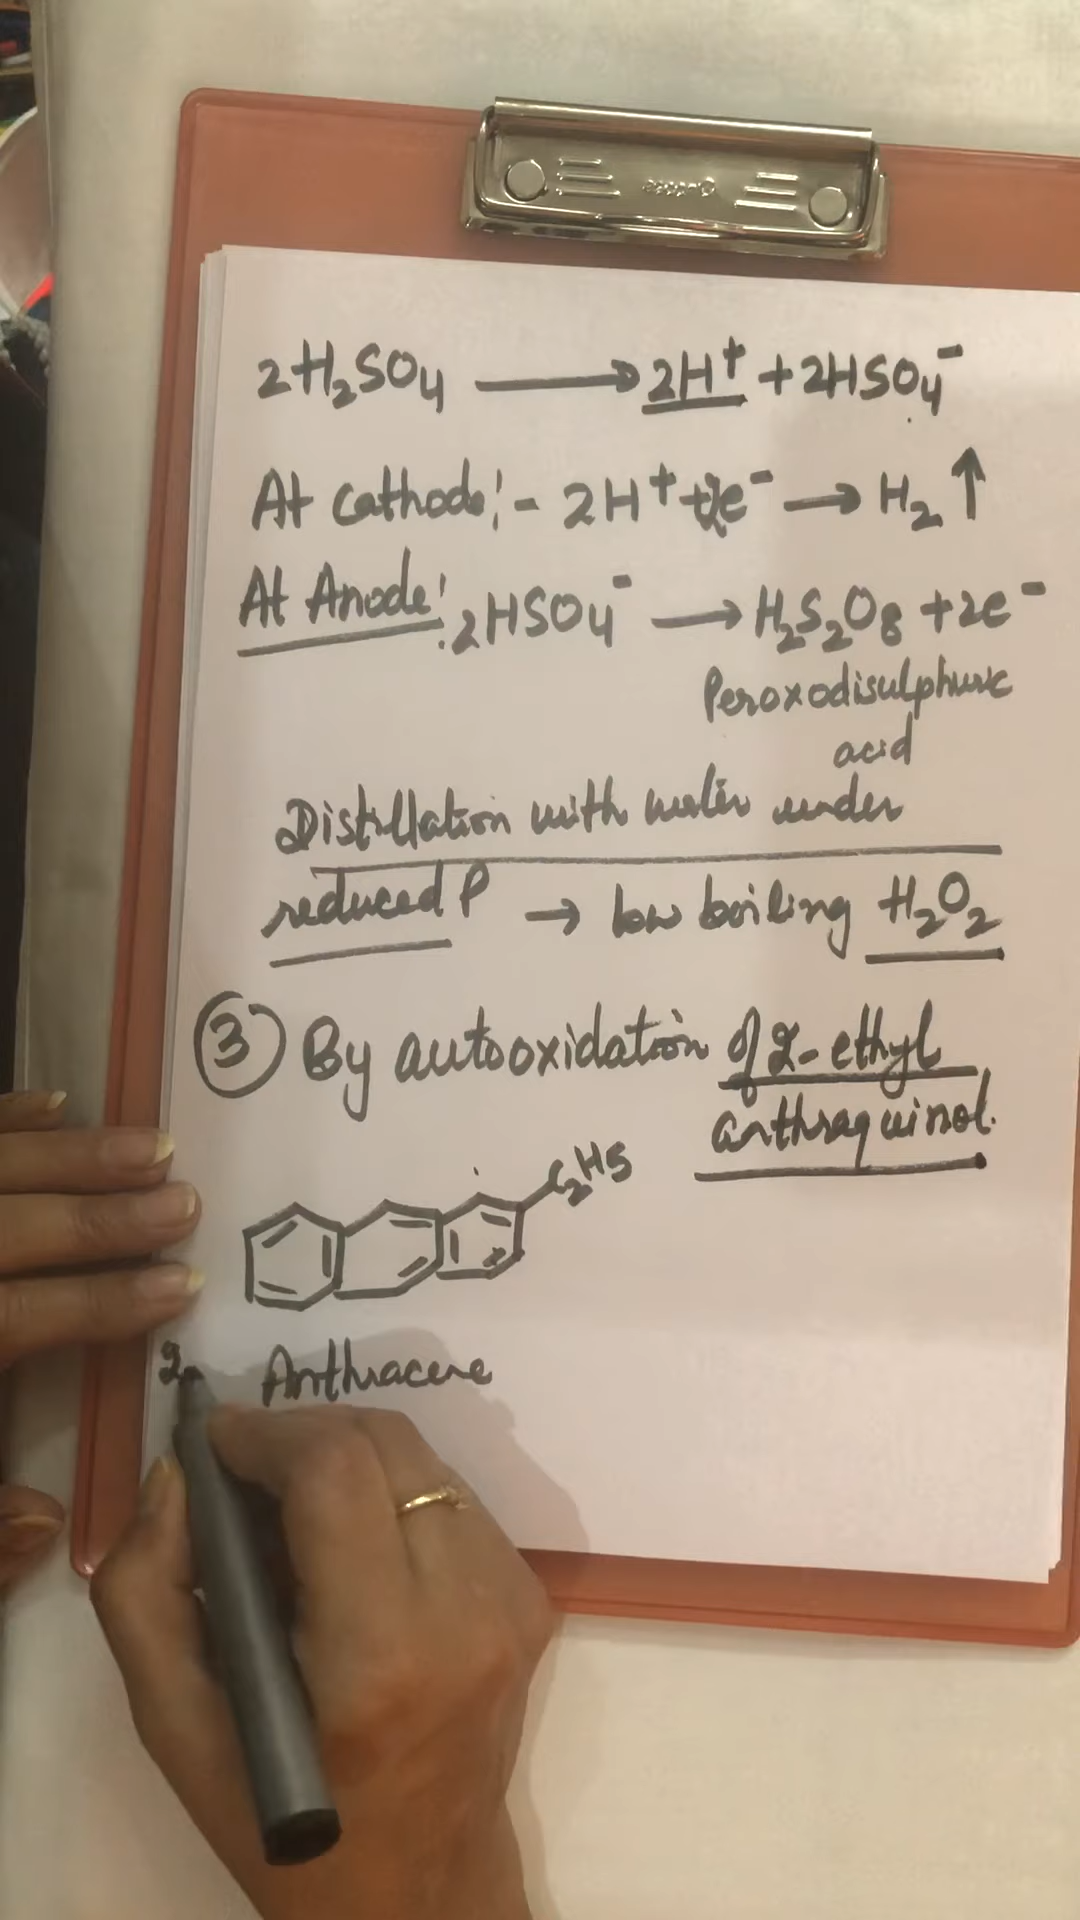 2H₂SO₄ ⟶ 2H⁺ + 2HSO₄⁻
At Cathode:- 2H⁺ + 2e⁻ → H₂ ↑
At Anode: 2HSO₄⁻ → H₂S₂O₈ + 2e⁻
Peroxodisulphuric
acid
Distillation with water under
reduced P → low boiling H₂O₂
③ By autooxidation of 2-ethyl
anthraquinol.
C₂H5
2- Anthracene